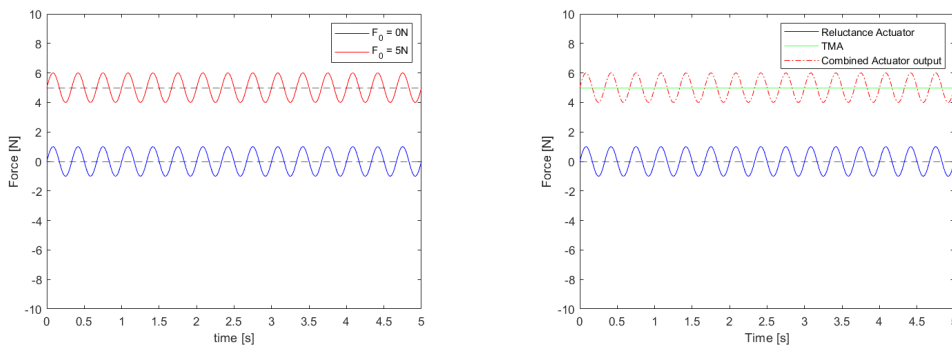 10
8
6
4
2
0
-2
-4
-6
-8
-10
Force [N]
0 0.5 1 1.5 2 2.5 3 3.5 4 4.5 5
time [s]
F_0 = 0N
F_0 = 5N
10
8
6
4
2
0
-2
-4
-6
-8
-10
Force [N]
0 0.5 1 1.5 2 2.5 3 3.5 4 4.5 5
Time [s]
Reluctance Actuator
TMA
Combined Actuator output